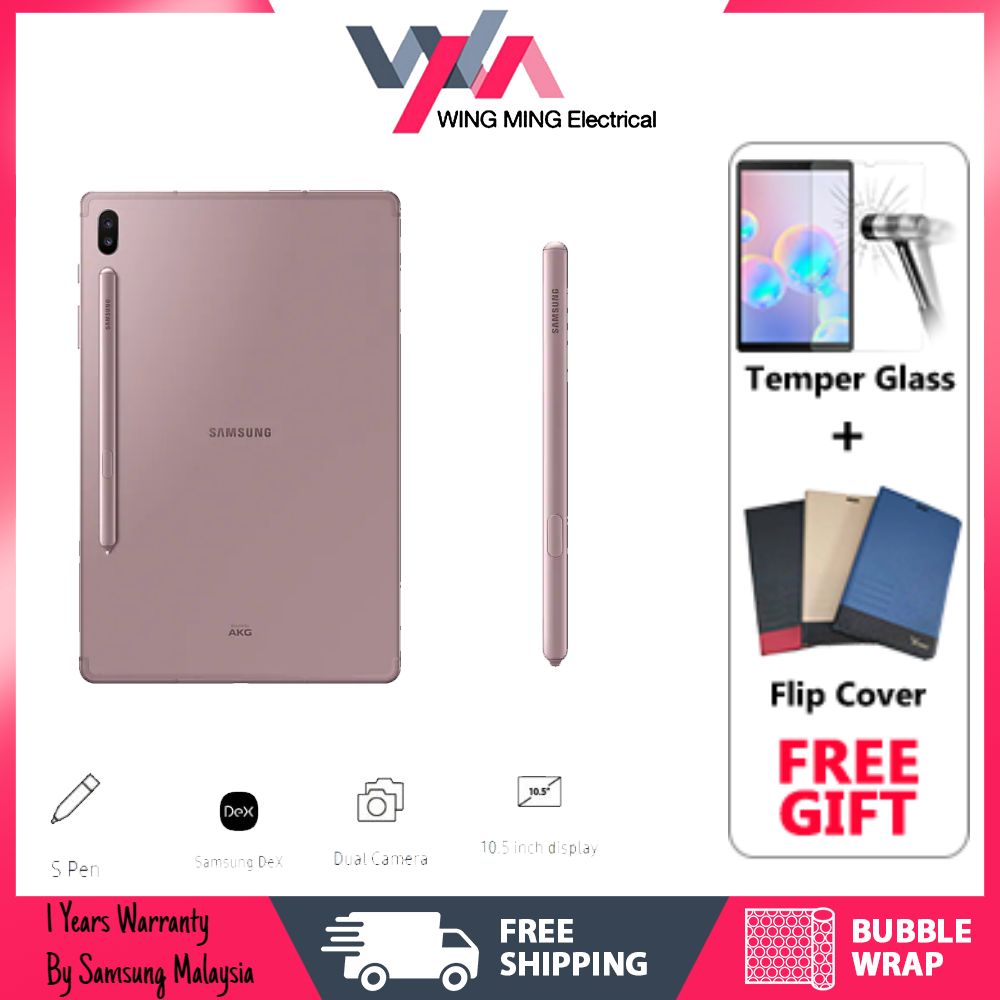 WING MING Electrical
SAMSUNG
SAMSUNG
AKG
SAMSUNG
Temper Glass
+
Flip Cover
FREE
GIFT
S Pen
DeX
Samsung DeX
Dual Camera
10.5"
10.5 inch display
1 Years Warranty
By Samsung Malaysia
FREE
SHIPPING
BUBBLE
WRAP